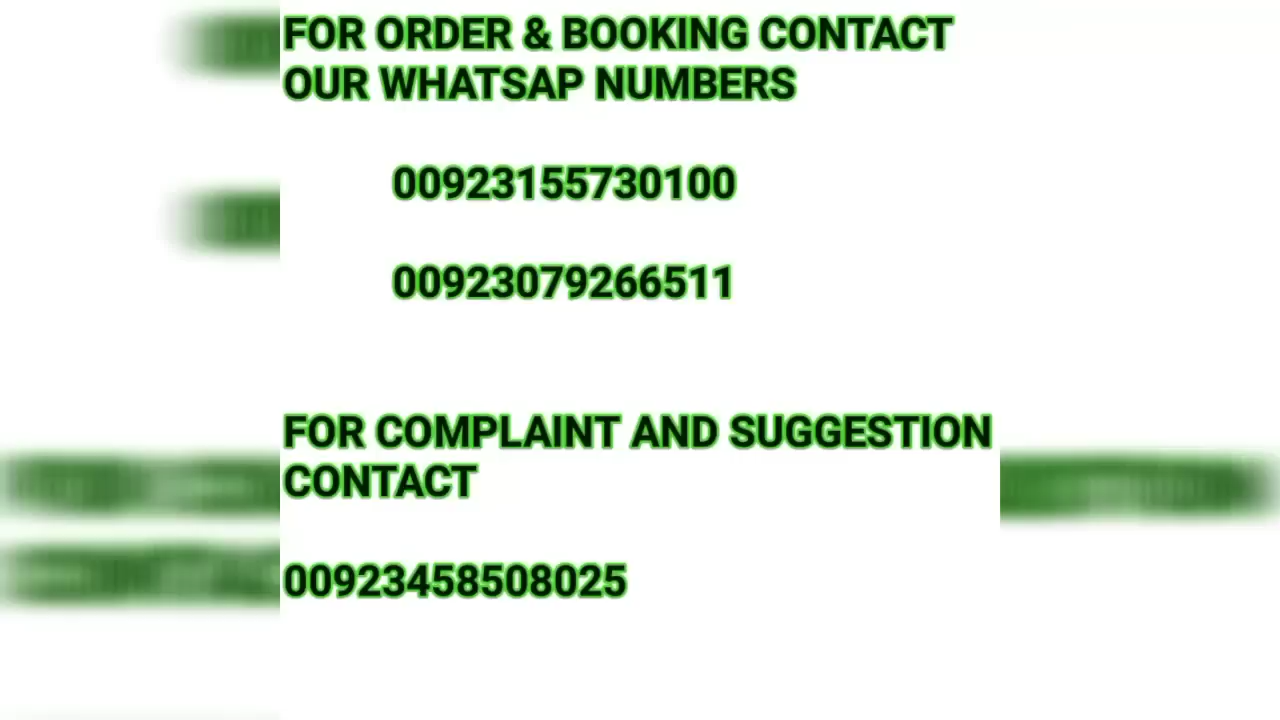 FOR ORDER & BOOKING CONTACT
OUR WHATSAP NUMBERS
00923155730100
00923079266511
FOR COMPLAINT AND SUGGESTION
CONTACT
00923458508025